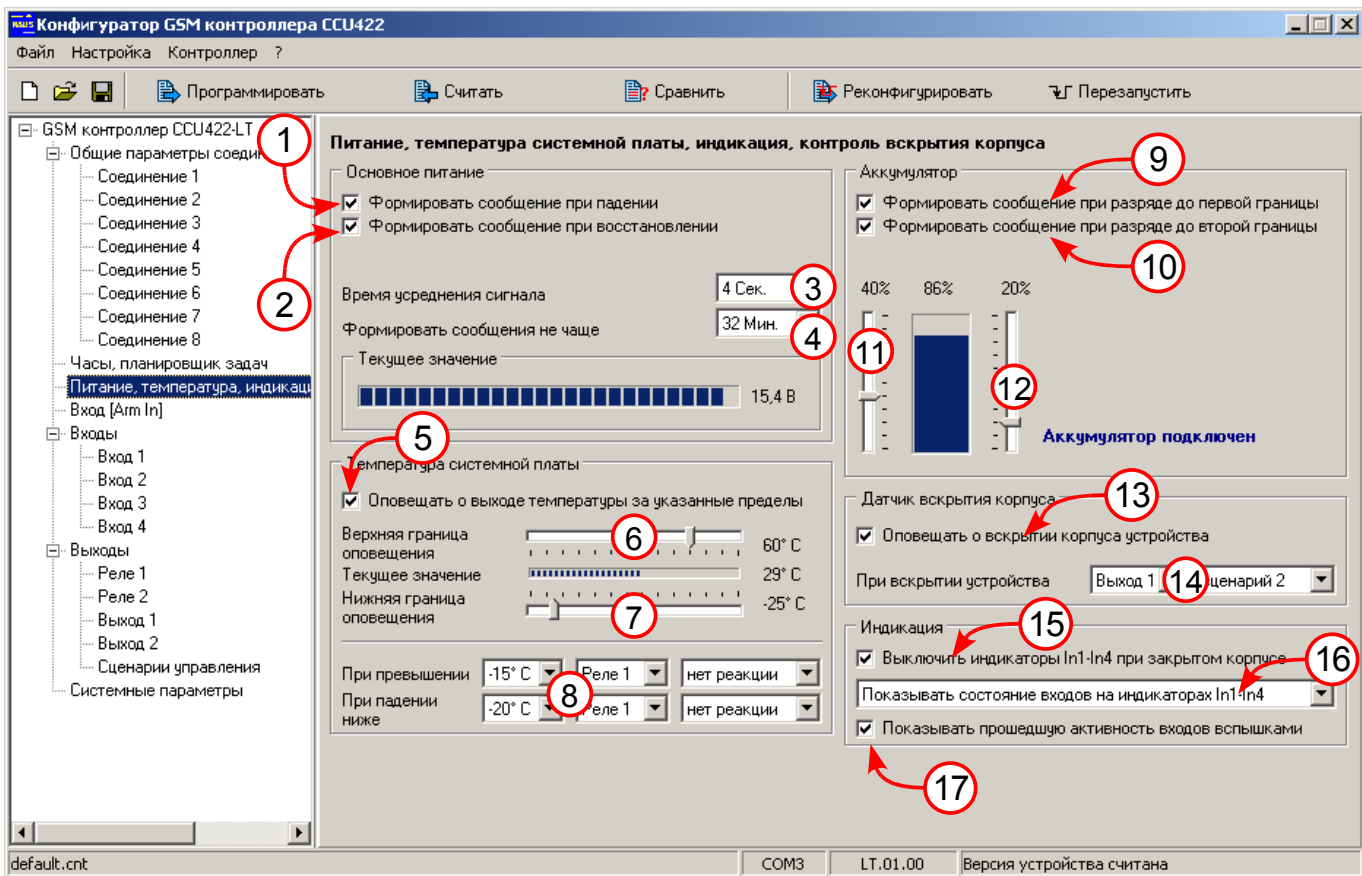 Конфигуратор GSM контроллера CCU422
Файл Настройка Контроллер ?
Программировать Считать Сравнить Реконфигурировать Перезапустить
GSM контроллер CCU422-LT
Общие параметры соедин
Соединение 1
Соединение 2
Соединение 3
Соединение 4
Соединение 5
Соединение 6
Соединение 7
Соединение 8
Часы, планировщик задач
Питание, температура, индикаци
Вход [Arm In]
Входы
Вход 1
Вход 2
Вход 3
Вход 4
Выходы
Реле 1
Реле 2
Выход 1
Выход 2
Сценарии управления
Системные параметры
1
2
Питание, температура системной платы, индикация, контроль вскрытия корпуса
Основное питание
Формировать сообщение при падении
Формировать сообщение при восстановлении
Время усреднения сигнала 4 Сек. 3
Формировать сообщения не чаще 32 Мин. 4
Текущее значение
15,4 В
5
Температура системной платы
Оповещать о выходе температуры за указанные пределы
Верхняя граница оповещения 6 60° C
Текущее значение 29° C
Нижняя граница оповещения 7 -25° C
При превышении -15° C Реле 1 нет реакции
8
При падении ниже -20° C Реле 1 нет реакции
9
Аккумулятор
Формировать сообщение при разряде до первой границы
Формировать сообщение при разряде до второй границы
10
40% 86% 20%
11
12
Аккумулятор подключен
Датчик вскрытия корпуса 13
Оповещать о вскрытии корпуса устройства
При вскрытии устройства Выход 1 14 сценарий 2
Индикация 15
Выключить индикаторы In1-In4 при закрытом корпусе
16
Показывать состояние входов на индикаторах In1-In4
Показывать прошедшую активность входов вспышками
17
default.cnt COM3 LT.01.00 Версия устройства считана